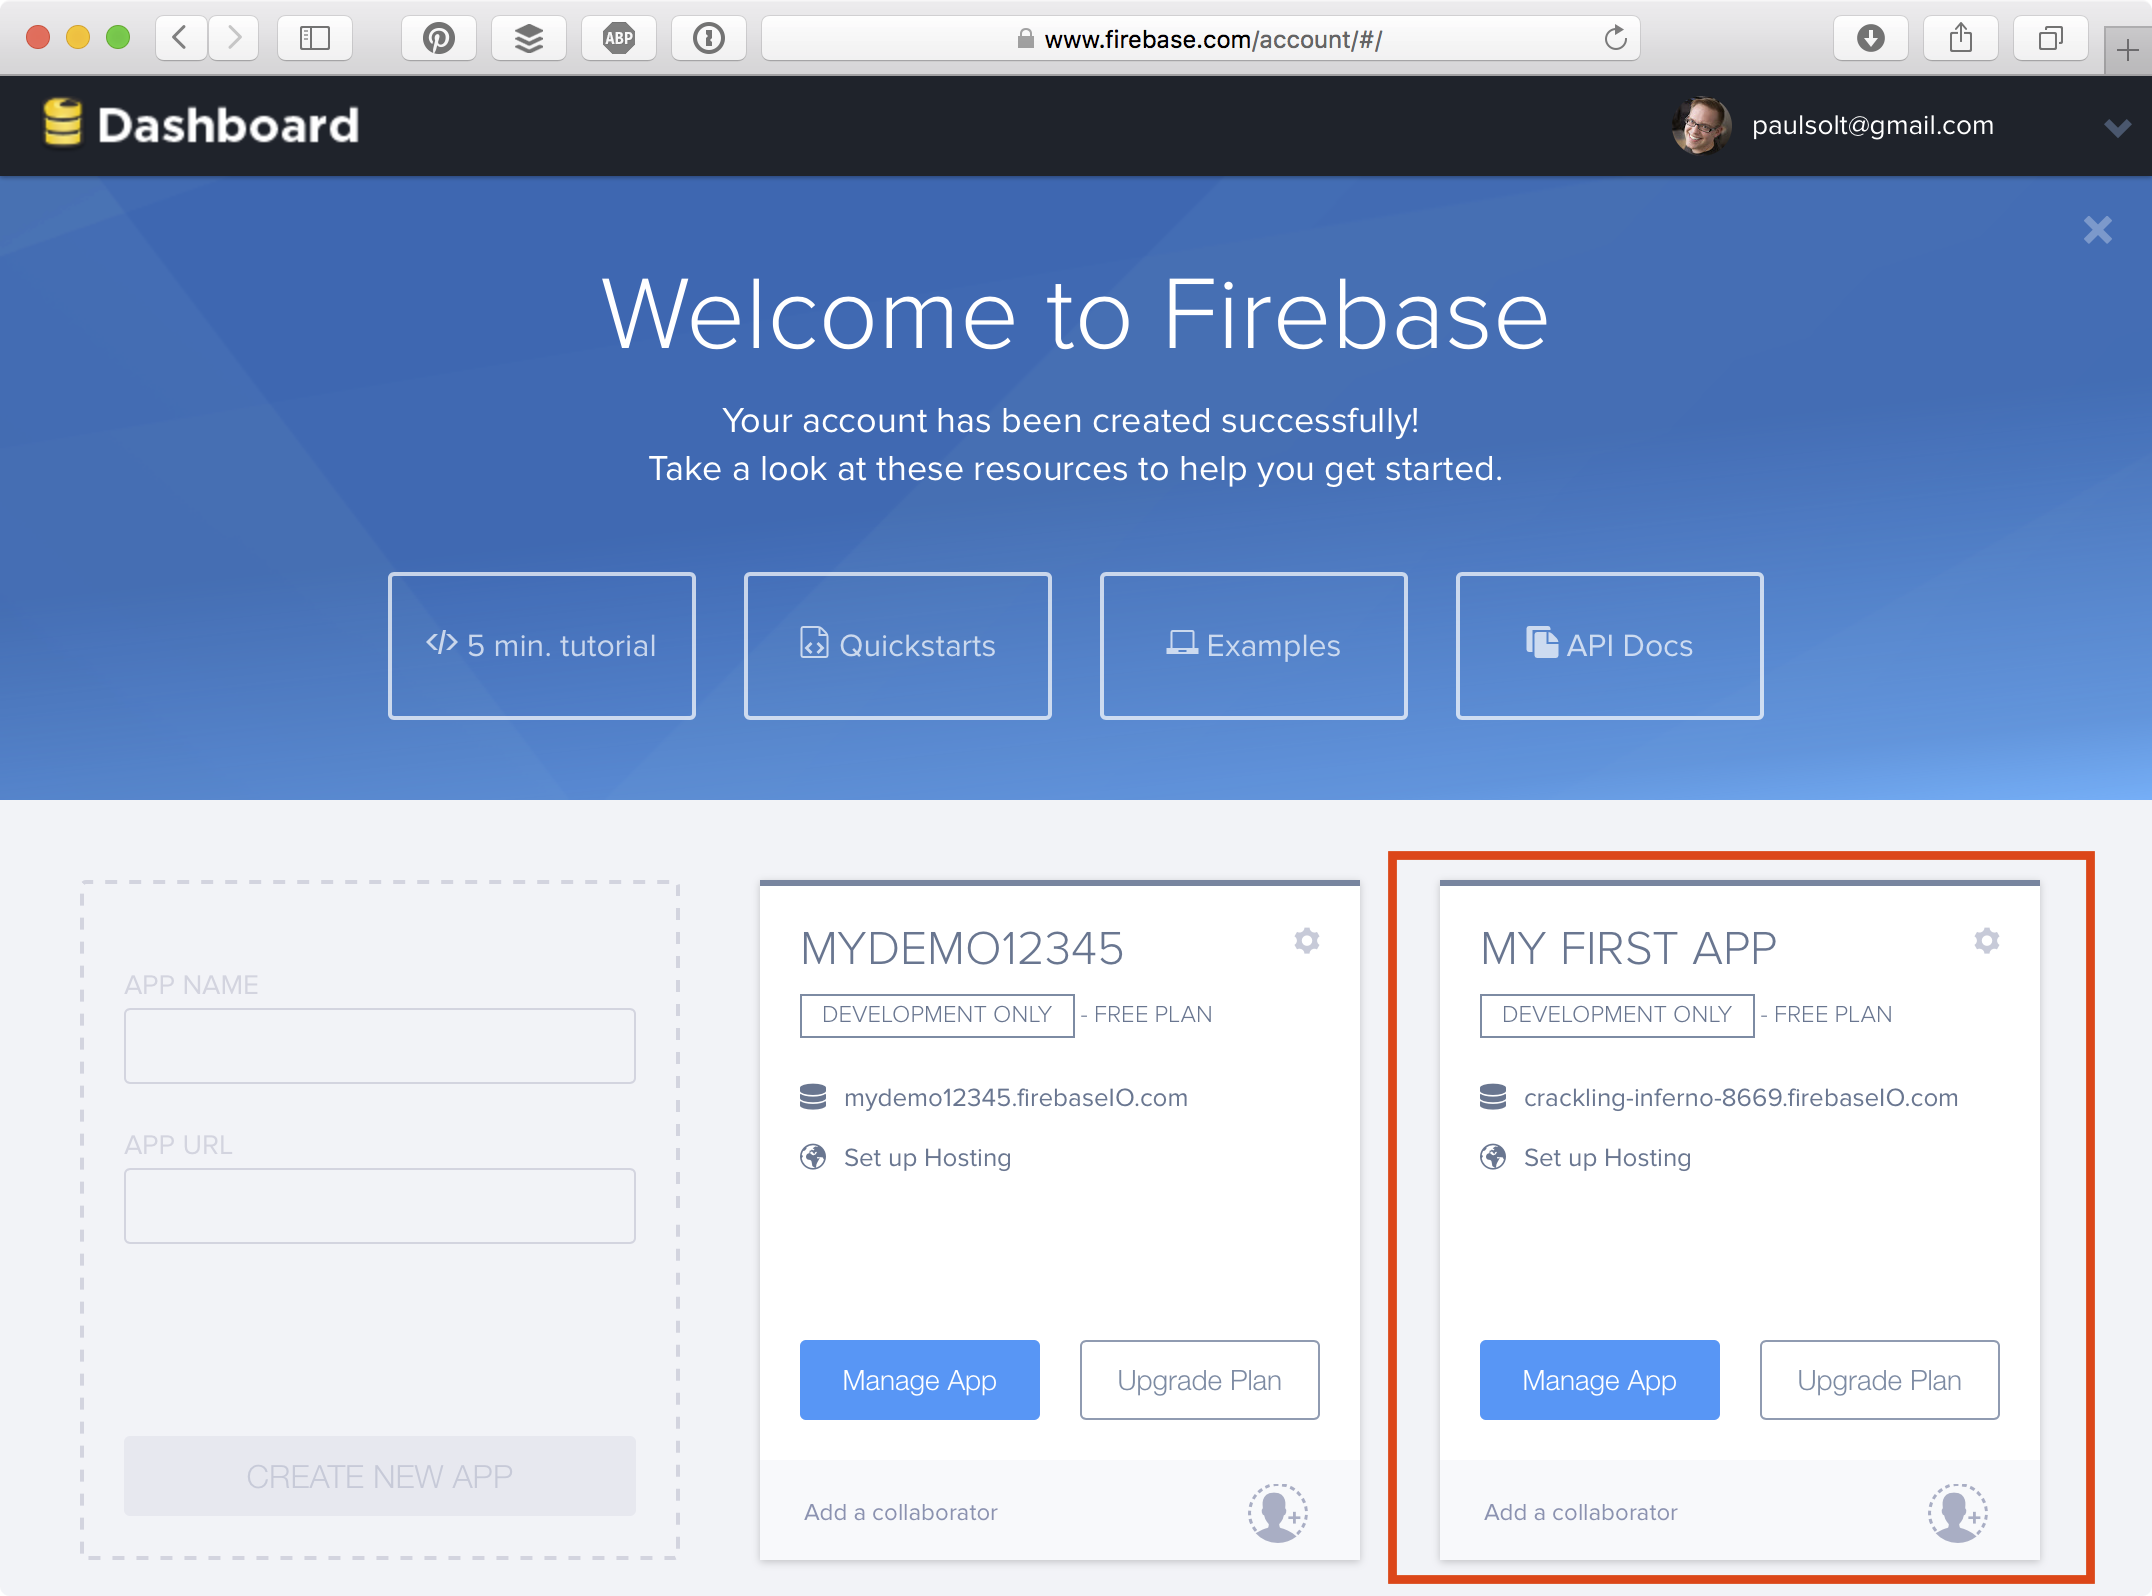 ABP
www.firebase.com/account/#/
Dashboard
paulsolt@gmail.com
Welcome to Firebase
Your account has been created successfully!
Take a look at these resources to help you get started.
</> 5 min. tutorial
Quickstarts
Examples
API Docs
APP NAME
APP URL
CREATE NEW APP
MYDEMO12345
DEVELOPMENT ONLY - FREE PLAN
mydemo12345.firebaseIO.com
Set up Hosting
Manage App
Upgrade Plan
Add a collaborator
MY FIRST APP
DEVELOPMENT ONLY - FREE PLAN
crackling-inferno-8669.firebaseIO.com
Set up Hosting
Manage App
Upgrade Plan
Add a collaborator